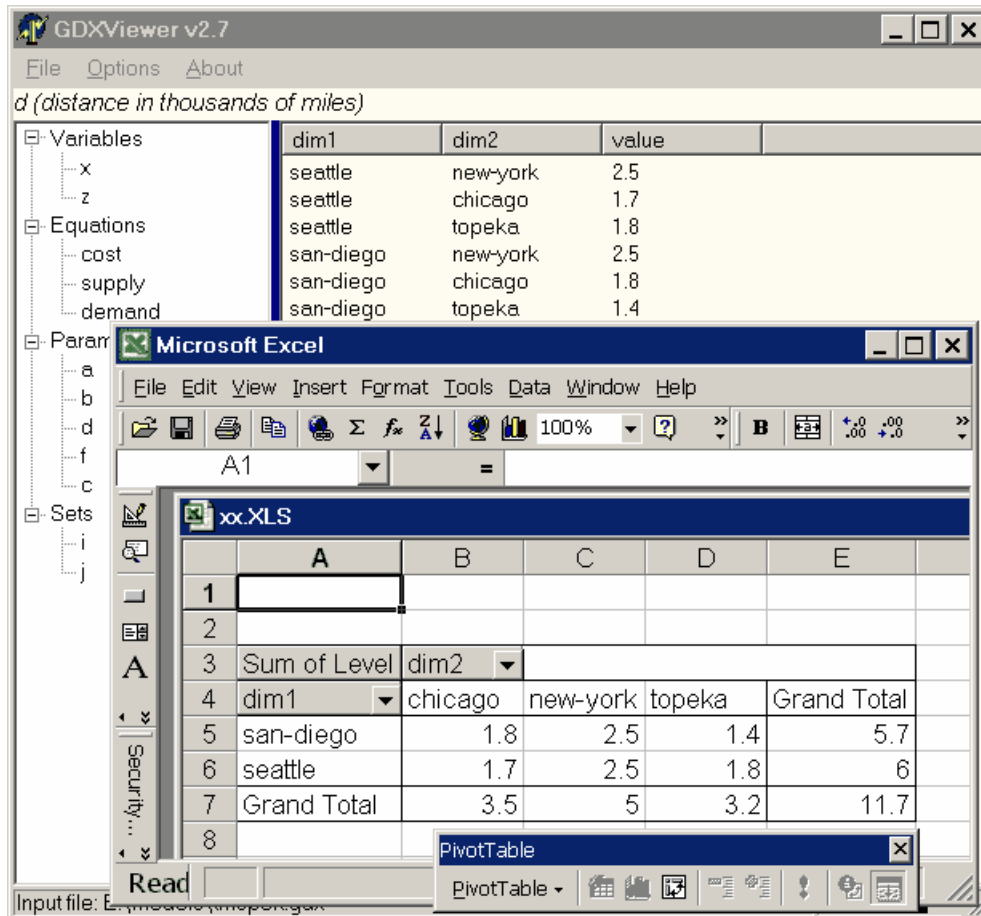 GDXViewer v2.7
File Options About
d (distance in thousands of miles)
Variables
x
z
Equations
cost
supply
demand
Param
a
b
d
f
c
Sets
i
j
dim1 dim2 value
seattle new-york 2.5
seattle chicago 1.7
seattle topeka 1.8
san-diego new-york 2.5
san-diego chicago 1.8
san-diego topeka 1.4
Microsoft Excel
File Edit View Insert Format Tools Data Window Help
100% B
A1 =
xx.XLS
A B C D E
1
2
3 Sum of Level dim2
4 dim1 chicago new-york topeka Grand Total
5 san-diego 1.8 2.5 1.4 5.7
6 seattle 1.7 2.5 1.8 6
7 Grand Total 3.5 5 3.2 11.7
8
Security...
PivotTable
PivotTable
Read
Input file: